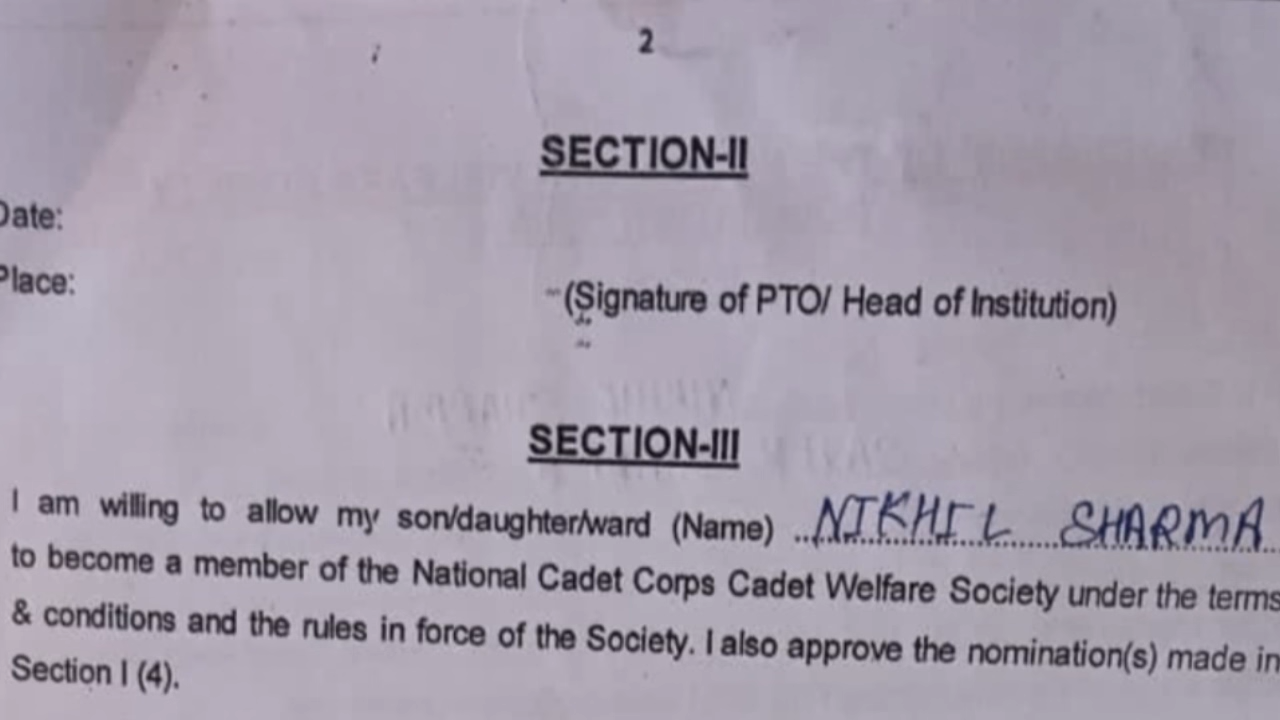 2
SECTION-II
Date:
Place:
(Signature of PTO/ Head of Institution)
SECTION-III
I am willing to allow my son/daughter/ward (Name) ..NIKHIL SHARMA
to become a member of the National Cadet Corps Cadet Welfare Society under the terms
& conditions and the rules in force of the Society. I also approve the nomination(s) made in
Section I (4).